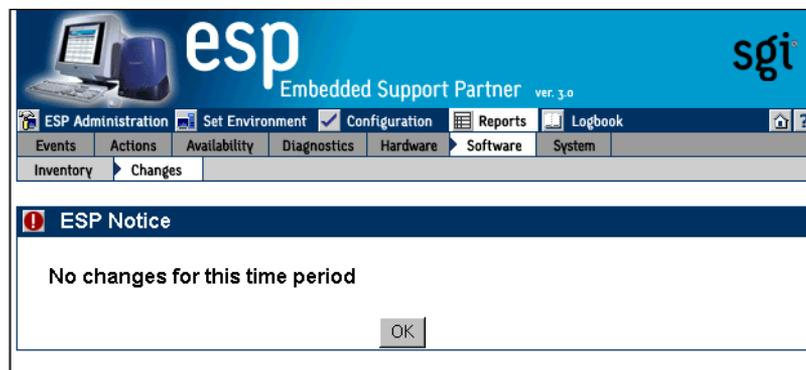 esp
Embedded Support Partner ver. 3.0
sgi
ESP Administration Set Environment Configuration Reports Logbook ?
Events Actions Availability Diagnostics Hardware Software System
Inventory Changes
ESP Notice
No changes for this time period
OK